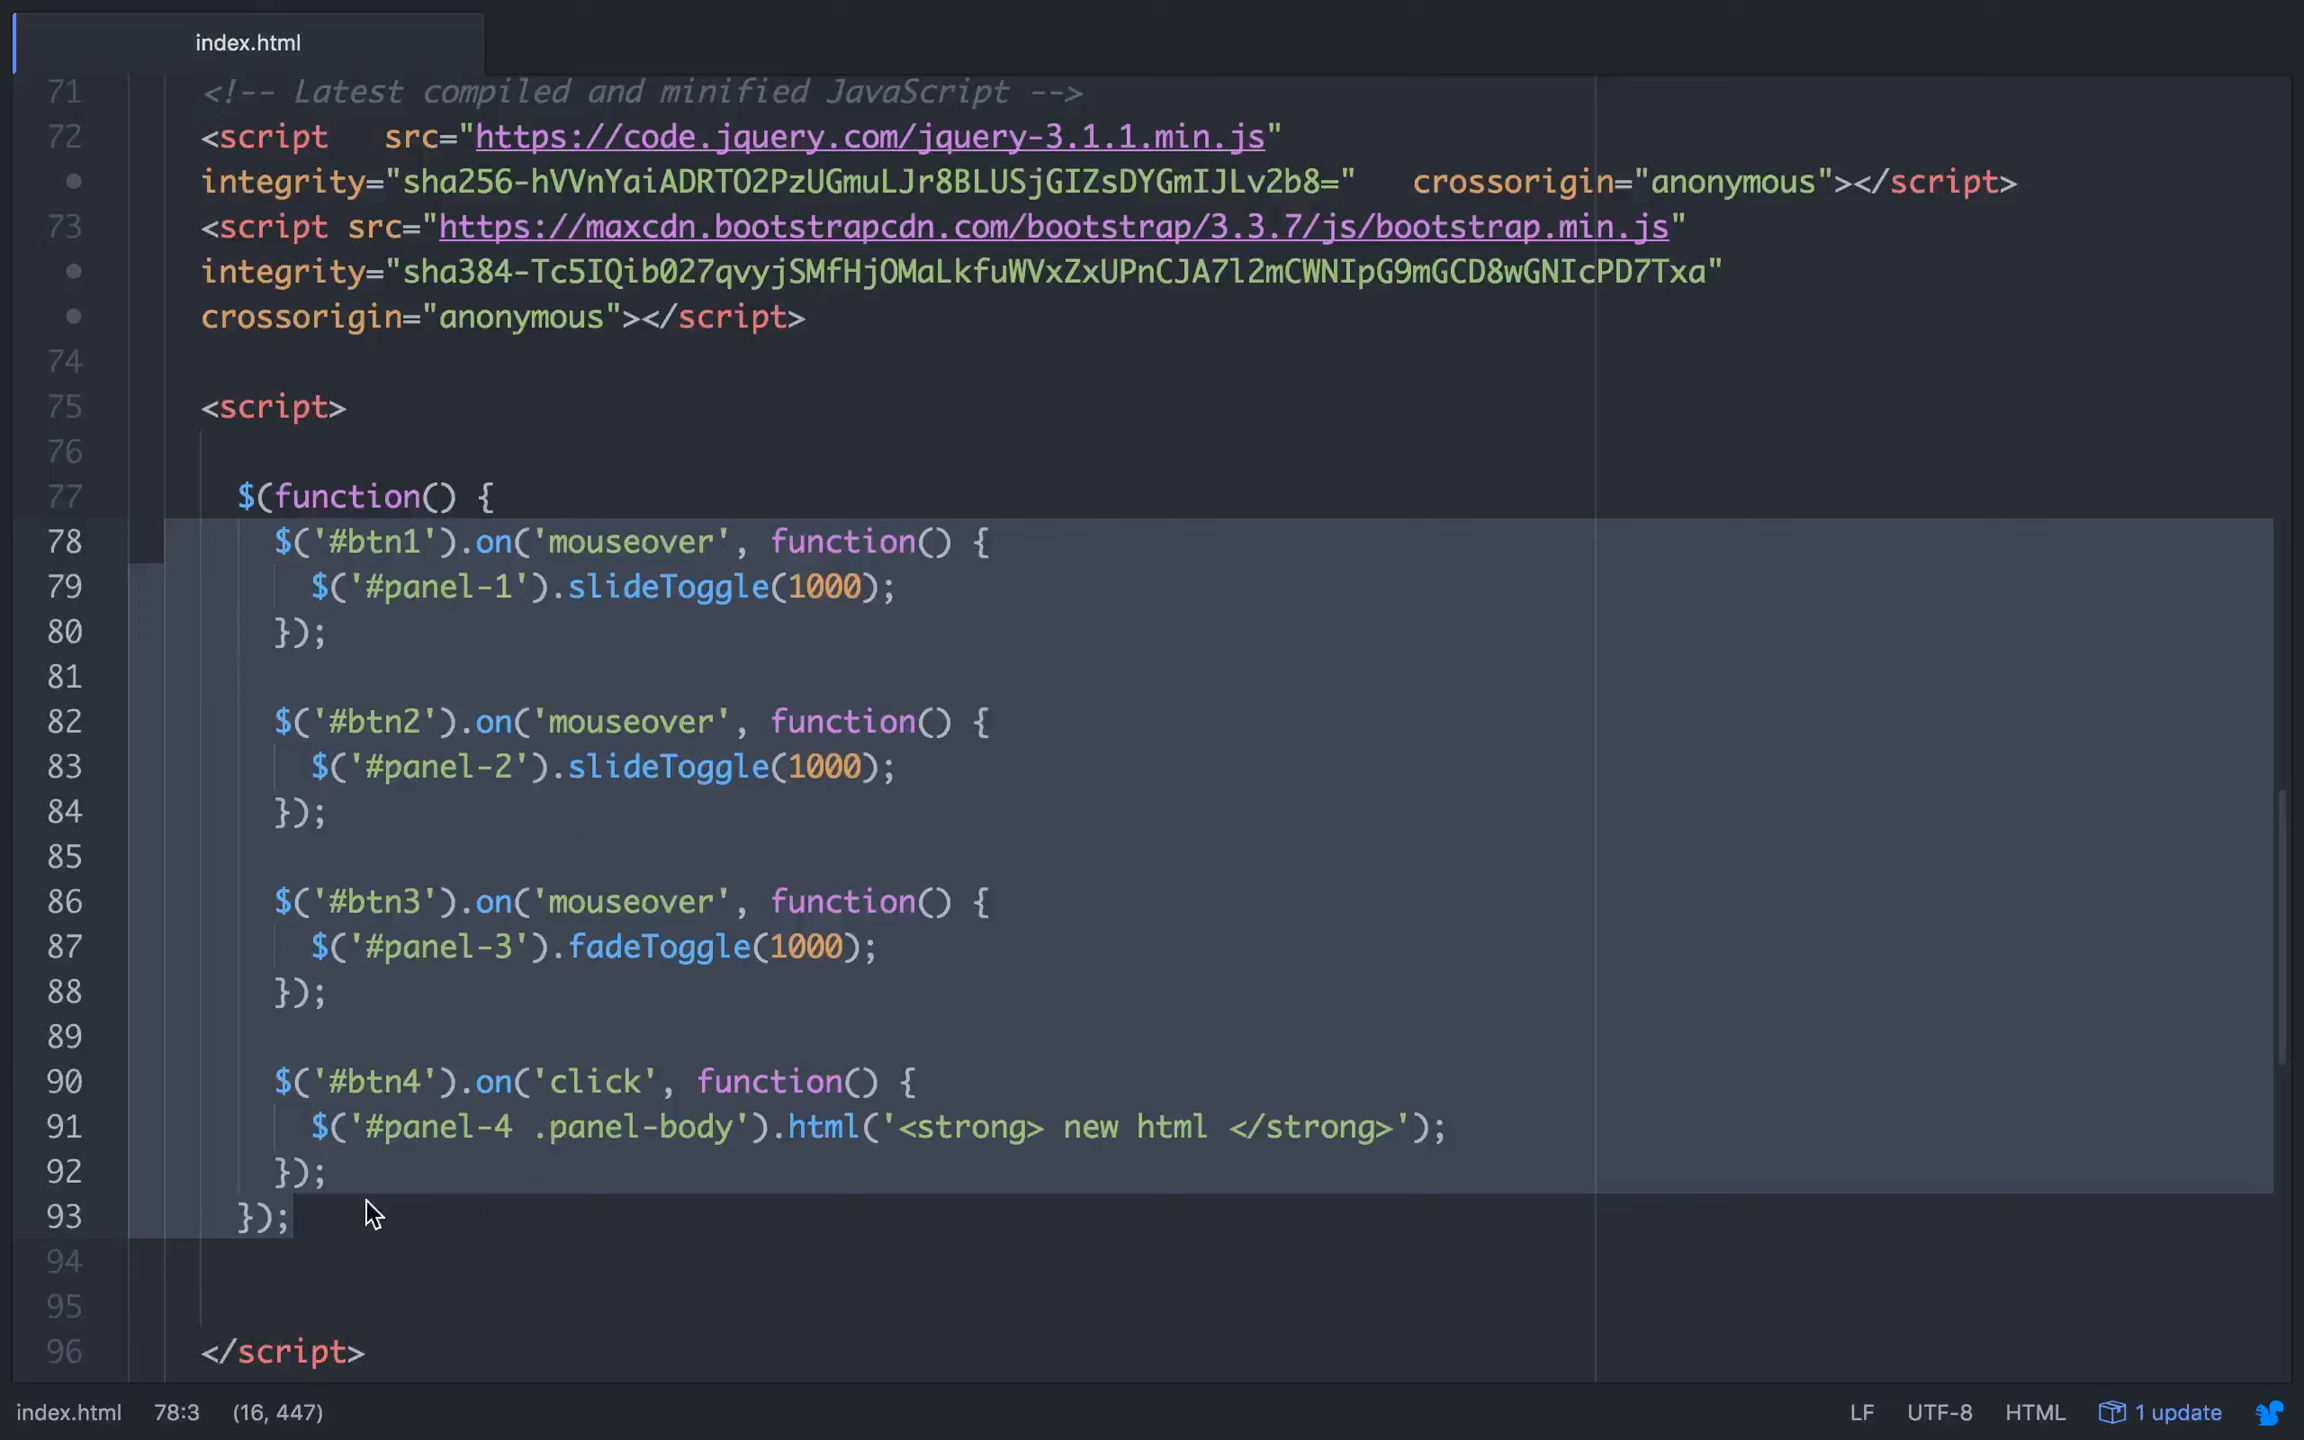 index.html
71 <!-- Latest compiled and minified JavaScript -->
72 <script   src="https://code.jquery.com/jquery-3.1.1.min.js"
• integrity="sha256-hVVnYaiADRTO2PzUGmuLJr8BLUSjGIZsDYGmIJLv2b8="   crossorigin="anonymous"></script>
73 <script src="https://maxcdn.bootstrapcdn.com/bootstrap/3.3.7/js/bootstrap.min.js"
• integrity="sha384-Tc5IQib027qvyjSMfHjOMaLkfuWVxZxUPnCJA7l2mCWNIpG9mGCD8wGNIcPD7Txa"
• crossorigin="anonymous"></script>
74
75 <script>
76
77   $(function() {
78     $('#btn1').on('mouseover', function() {
79       $('#panel-1').slideToggle(1000);
80     });
81
82     $('#btn2').on('mouseover', function() {
83       $('#panel-2').slideToggle(1000);
84     });
85
86     $('#btn3').on('mouseover', function() {
87       $('#panel-3').fadeToggle(1000);
88     });
89
90     $('#btn4').on('click', function() {
91       $('#panel-4 .panel-body').html('<strong> new html </strong>');
92     });
93   });
94
95
96 </script>
index.html 78:3 (16, 447) LF UTF-8 HTML 1 update